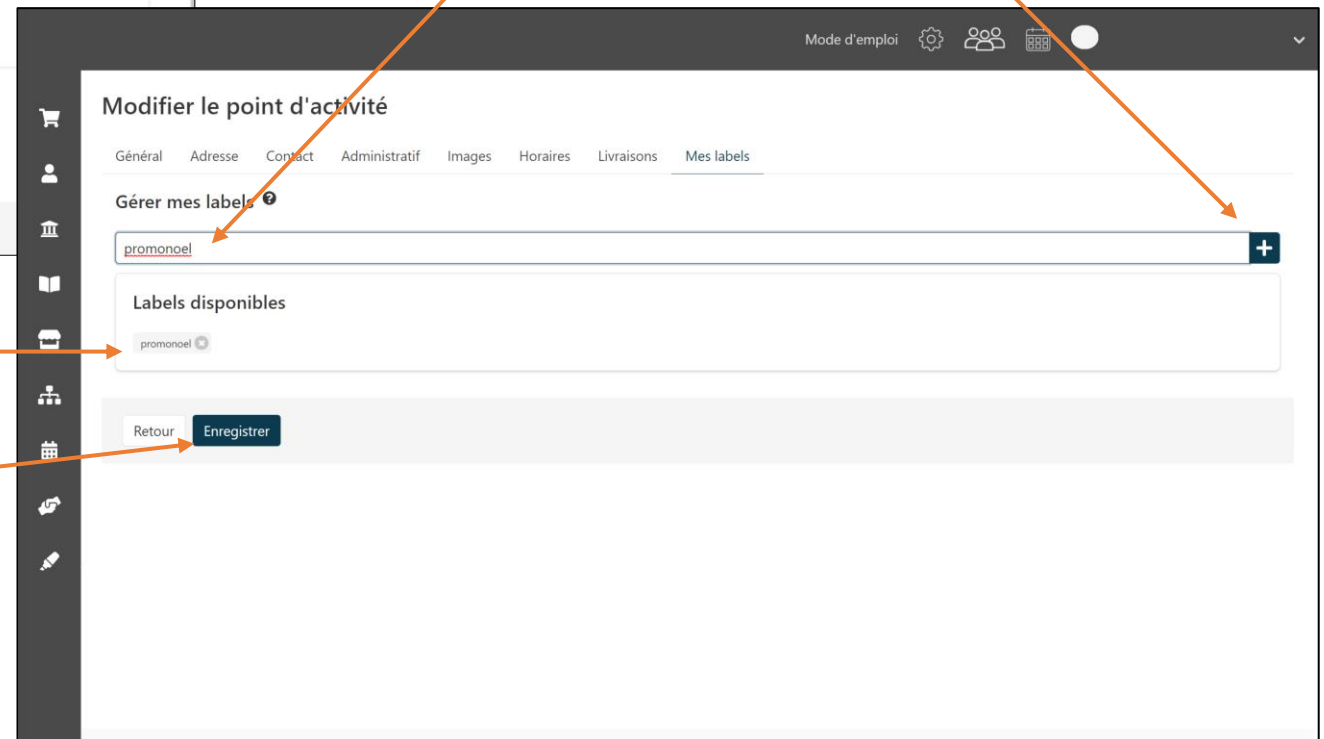 Mode d'emploi
Modifier le point d'activité
Général Adresse Contact Administratif Images Horaires Livraisons Mes labels
Gérer mes labels
promonoel
Labels disponibles
promonoel
Retour Enregistrer